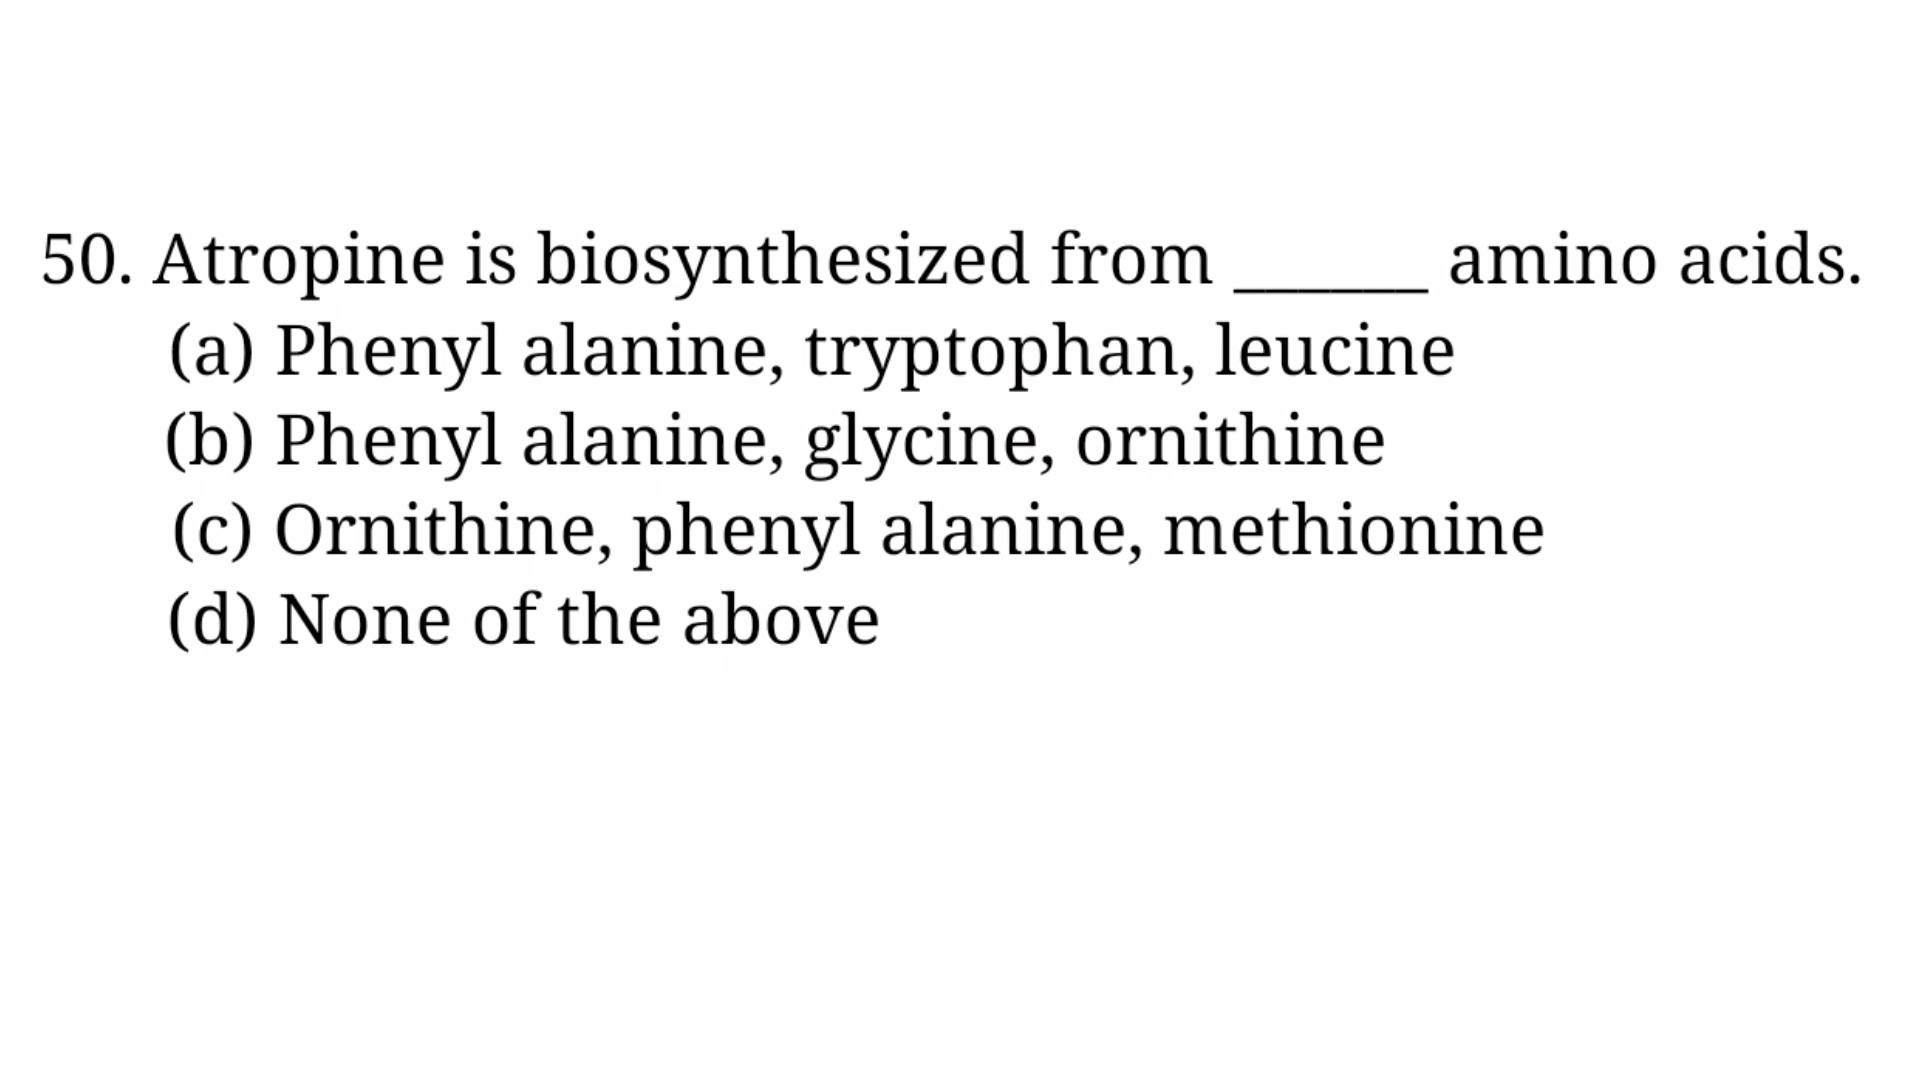 50. Atropine is biosynthesized from ______ amino acids.
(a) Phenyl alanine, tryptophan, leucine
(b) Phenyl alanine, glycine, ornithine
(c) Ornithine, phenyl alanine, methionine
(d) None of the above